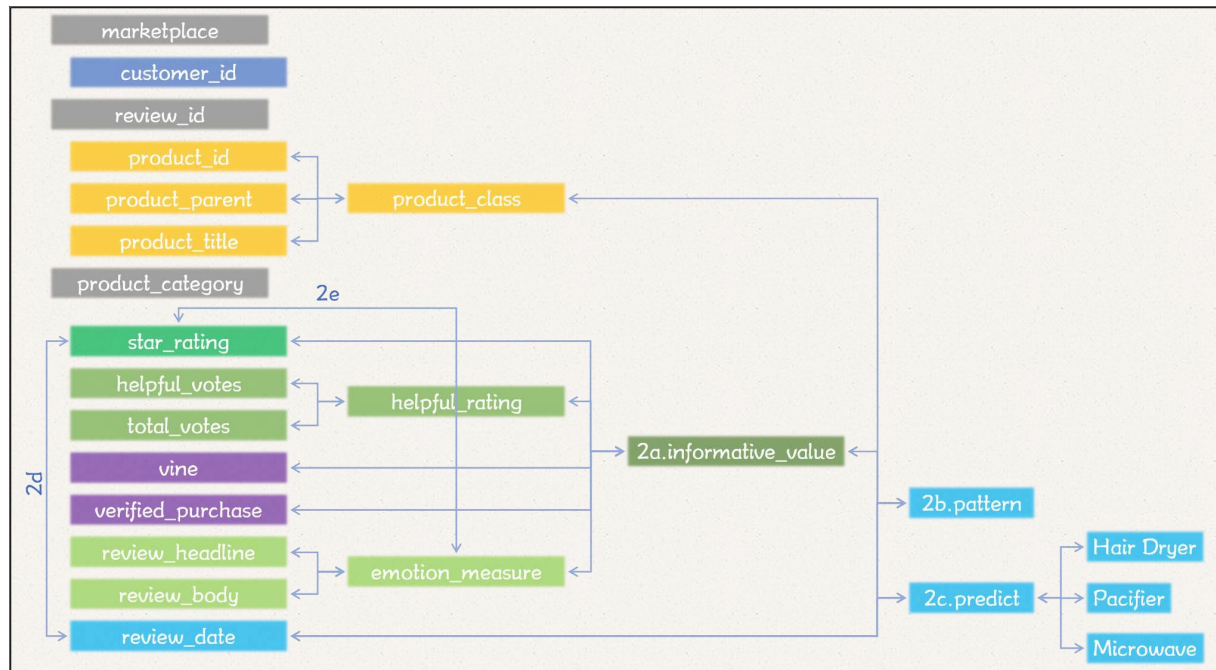 marketplace
customer_id
review_id
product_id
product_parent
product_class
product_title
product_category
2e
star_rating
helpful_votes
helpful_rating
total_votes
2a.informative_value
vine
2d
verified_purchase
2b.pattern
review_headline
Hair Dryer
emotion_measure
review_body
2c.predict
Pacifier
review_date
Microwave